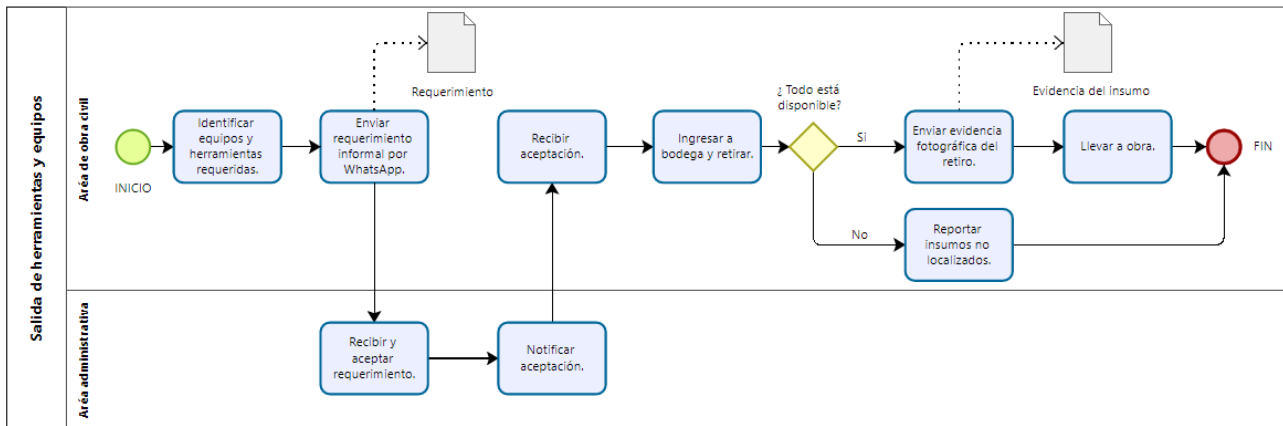 Salida de herramientas y equipos
Aréa de obra civil
INICIO
Identificar
equipos y
herramientas
requeridas.
Enviar
requerimiento
informal por
WhatsApp.
Requerimiento
Recibir
aceptación.
Ingresar a
bodega y retirar.
¿ Todo está
disponible?
Si
No
Enviar evidencia
fotográfica del
retiro.
Evidencia del insumo
Llevar a obra.
FIN
Reportar
insumos no
localizados.
Aréa administrativa
Recibir y
aceptar
requerimiento.
Notificar
aceptación.